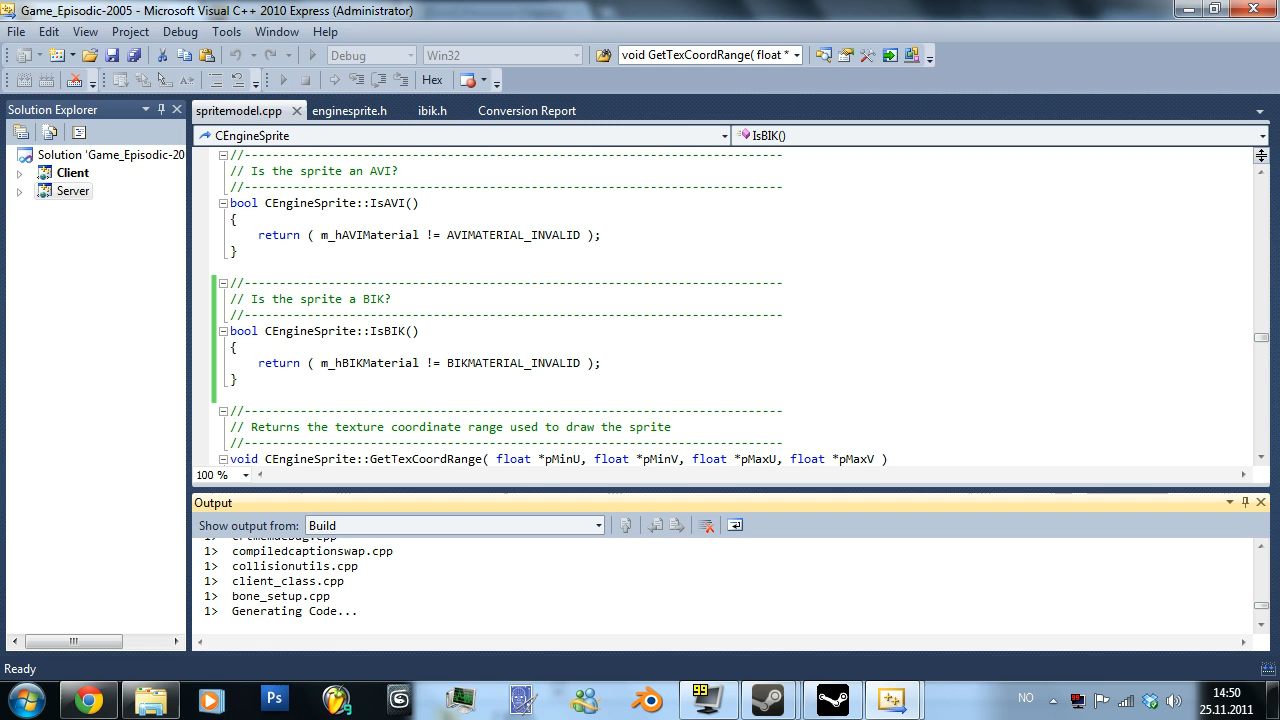 Game_Episodic-2005 - Microsoft Visual C++ 2010 Express (Administrator)
File Edit View Project Debug Tools Window Help
Debug Win32 void GetTexCoordRange( float *
Hex
Solution Explorer
spritemodel.cpp enginesprite.h ibik.h Conversion Report
CEngineSprite IsBIK()
Solution 'Game_Episodic-20
Client
Server
//-----------------------------------------------------------------------------
// Is the sprite an AVI?
//-----------------------------------------------------------------------------
bool CEngineSprite::IsAVI()
{
return ( m_hAVIMaterial != AVIMATERIAL_INVALID );
}
//-----------------------------------------------------------------------------
// Is the sprite a BIK?
//-----------------------------------------------------------------------------
bool CEngineSprite::IsBIK()
{
return ( m_hBIKMaterial != BIKMATERIAL_INVALID );
}
//-----------------------------------------------------------------------------
// Returns the texture coordinate range used to draw the sprite
//-----------------------------------------------------------------------------
void CEngineSprite::GetTexCoordRange( float *pMinU, float *pMinV, float *pMaxU, float *pMaxV )
100 %
Output
Show output from: Build
1>
1> compiledcaptionswap.cpp
1> collisionutils.cpp
1> client_class.cpp
1> bone_setup.cpp
1> Generating Code...
Ready
Ps
99
NO
14:50
25.11.2011